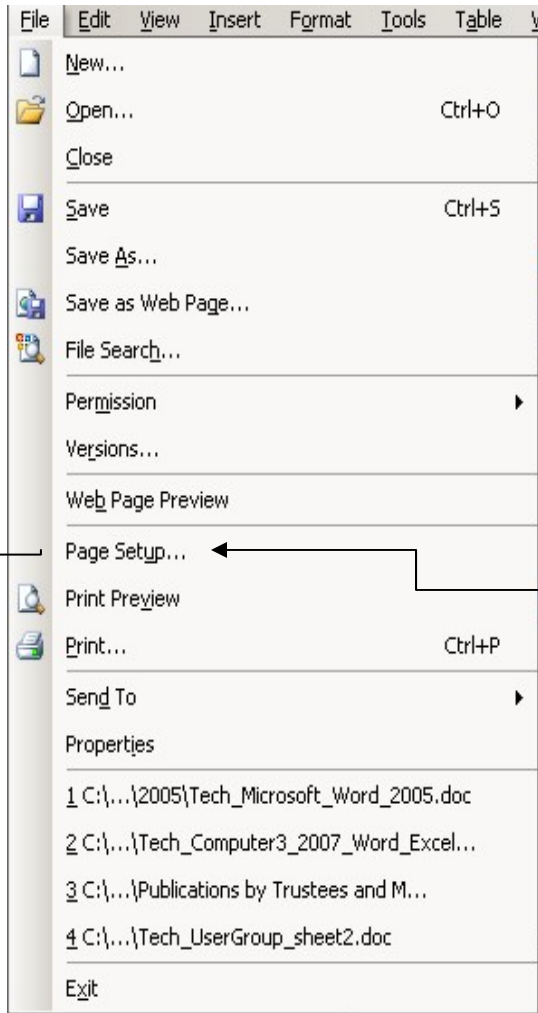 File Edit View Insert Format Tools Table
New...
Open... Ctrl+O
Close
Save Ctrl+S
Save As...
Save as Web Page...
File Search...
Permission
Versions...
Web Page Preview
Page Setup...
Print Preview
Print... Ctrl+P
Send To
Properties
1 C:\...\2005\Tech_Microsoft_Word_2005.doc
2 C:\...\Tech_Computer3_2007_Word_Excel...
3 C:\...\Publications by Trustees and M...
4 C:\...\Tech_UserGroup_sheet2.doc
Exit